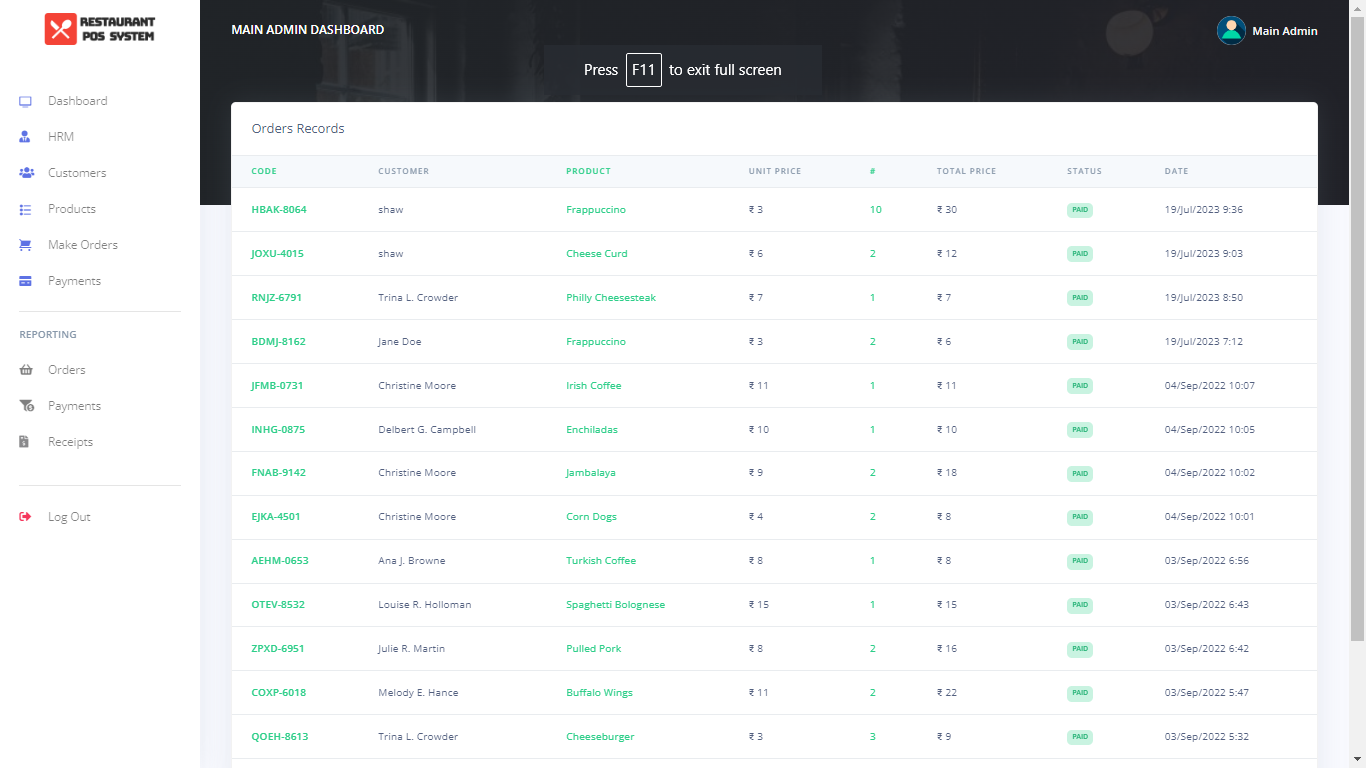 RESTAURANT
POS SYSTEM
MAIN ADMIN DASHBOARD
Main Admin
Press F11 to exit full screen
Dashboard
HRM
Customers
Products
Make Orders
Payments
REPORTING
Orders
Payments
Receipts
Log Out
Orders Records
CODE CUSTOMER PRODUCT UNIT PRICE # TOTAL PRICE STATUS DATE
HBAK-8064 shaw Frappuccino ₹ 3 10 ₹ 30 PAID 19/Jul/2023 9:36
JOXU-4015 shaw Cheese Curd ₹ 6 2 ₹ 12 PAID 19/Jul/2023 9:03
RNJZ-6791 Trina L. Crowder Philly Cheesesteak ₹ 7 1 ₹ 7 PAID 19/Jul/2023 8:50
BDMJ-8162 Jane Doe Frappuccino ₹ 3 2 ₹ 6 PAID 19/Jul/2023 7:12
JFMB-0731 Christine Moore Irish Coffee ₹ 11 1 ₹ 11 PAID 04/Sep/2022 10:07
INHG-0875 Delbert G. Campbell Enchiladas ₹ 10 1 ₹ 10 PAID 04/Sep/2022 10:05
FNAB-9142 Christine Moore Jambalaya ₹ 9 2 ₹ 18 PAID 04/Sep/2022 10:02
EJKA-4501 Christine Moore Corn Dogs ₹ 4 2 ₹ 8 PAID 04/Sep/2022 10:01
AEHM-0653 Ana J. Browne Turkish Coffee ₹ 8 1 ₹ 8 PAID 03/Sep/2022 6:56
OTEV-8532 Louise R. Holloman Spaghetti Bolognese ₹ 15 1 ₹ 15 PAID 03/Sep/2022 6:43
ZPXD-6951 Julie R. Martin Pulled Pork ₹ 8 2 ₹ 16 PAID 03/Sep/2022 6:42
COXP-6018 Melody E. Hance Buffalo Wings ₹ 11 2 ₹ 22 PAID 03/Sep/2022 5:47
QOEH-8613 Trina L. Crowder Cheeseburger ₹ 3 3 ₹ 9 PAID 03/Sep/2022 5:32